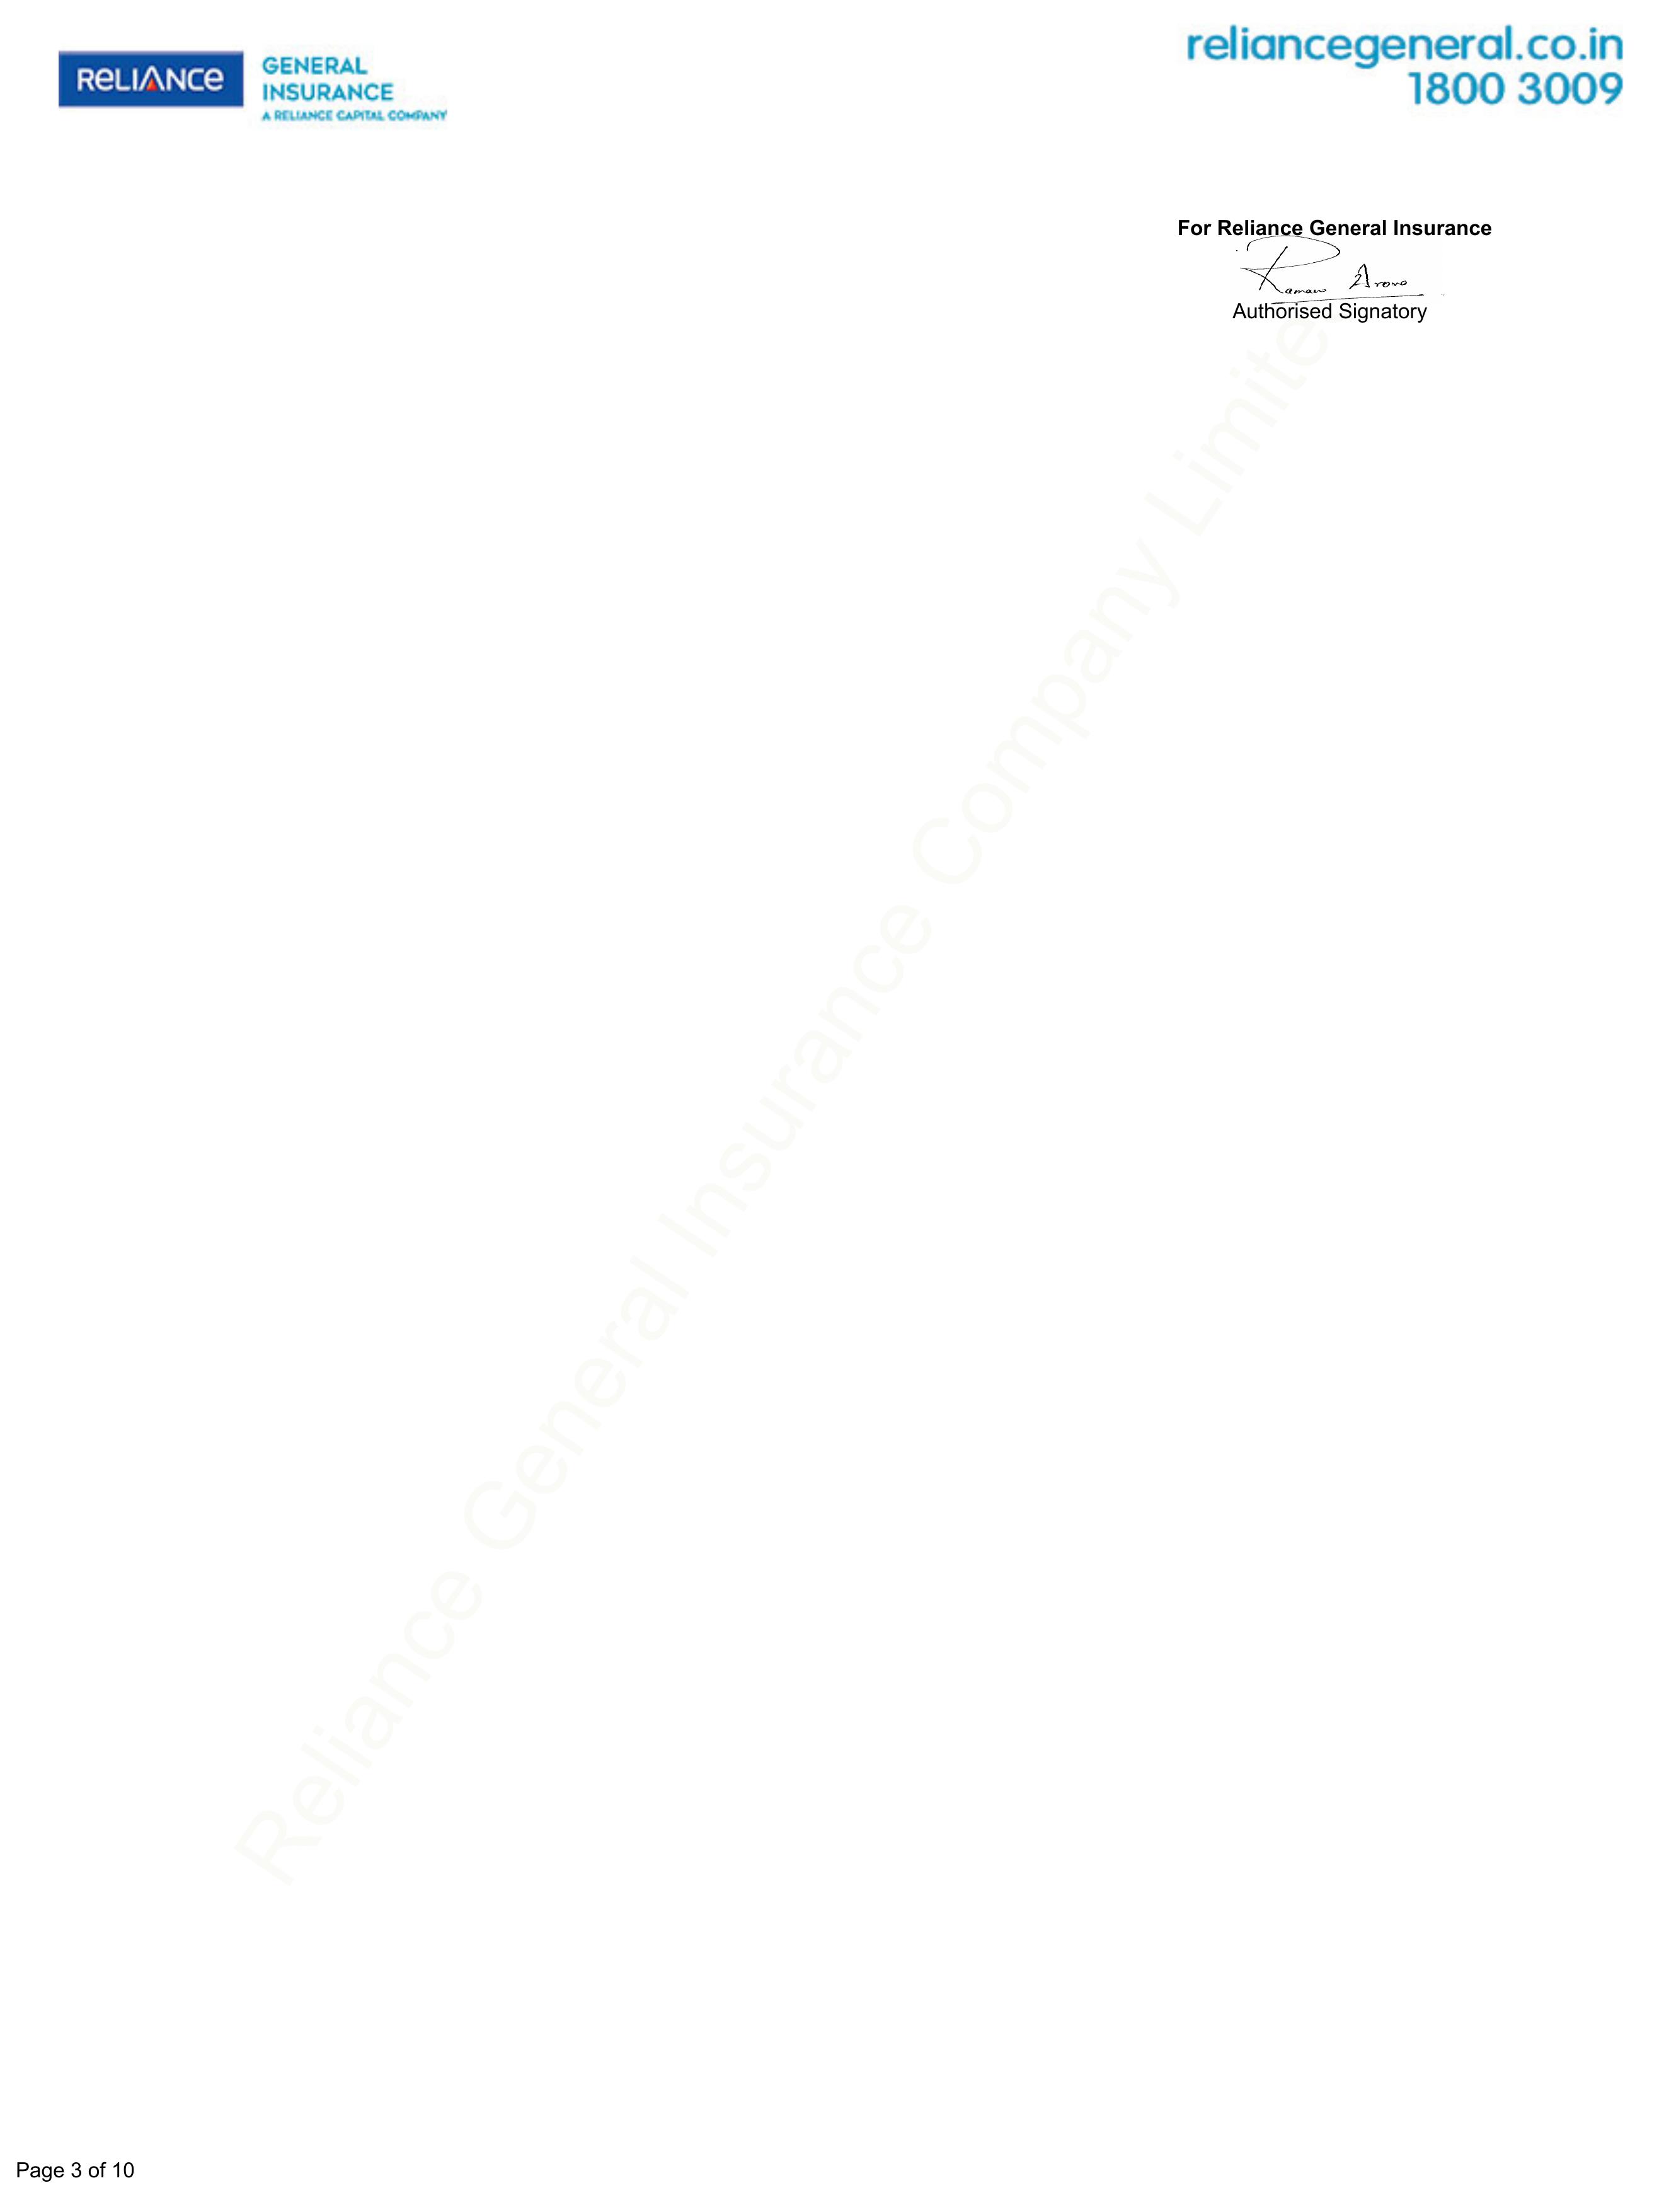 RELIANCE
GENERAL
INSURANCE
A RELIANCE CAPITAL COMPANY
reliancegeneral.co.in
1800 3009
For Reliance General Insurance
Raman Arora
Authorised Signatory
Reliance General Insurance Company Limite
Page 3 of 10